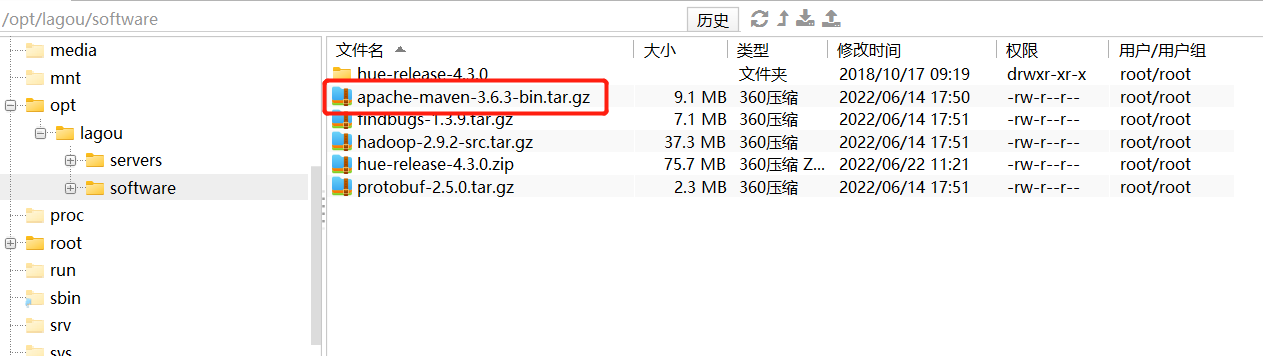 /opt/lagou/software
历史
media
mnt
opt
lagou
servers
software
proc
root
run
sbin
srv
sys
文件名 大小 类型 修改时间 权限 用户/用户组
hue-release-4.3.0 文件夹 2018/10/17 09:19 drwxr-xr-x root/root
apache-maven-3.6.3-bin.tar.gz 9.1 MB 360压缩 2022/06/14 17:50 -rw-r--r-- root/root
findbugs-1.3.9.tar.gz 7.1 MB 360压缩 2022/06/14 17:51 -rw-r--r-- root/root
hadoop-2.9.2-src.tar.gz 37.3 MB 360压缩 2022/06/14 17:51 -rw-r--r-- root/root
hue-release-4.3.0.zip 75.7 MB 360压缩 Z... 2022/06/22 11:21 -rw-r--r-- root/root
protobuf-2.5.0.tar.gz 2.3 MB 360压缩 2022/06/14 17:51 -rw-r--r-- root/root